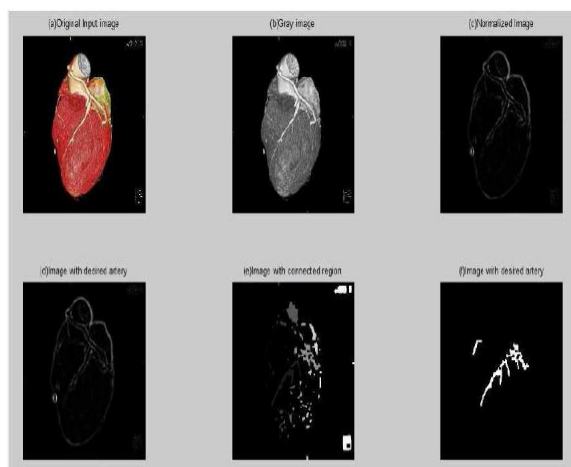 (a)Original Input image
(b)Gray image
(c)Normalized Image
(d)Image with desired artery
(e)Image with connected region
(f)Image with desired artery